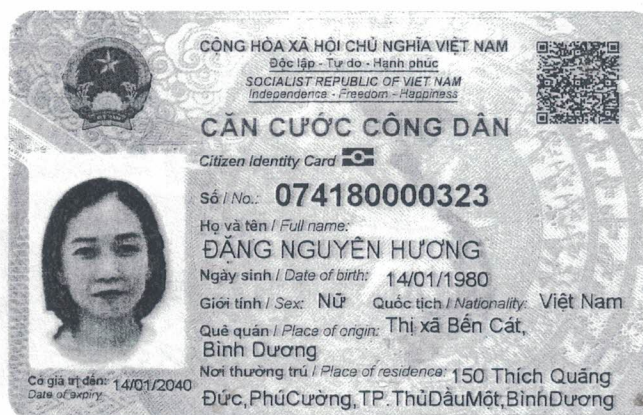 CỘNG HÒA XÃ HỘI CHỦ NGHĨA VIỆT NAM
Độc lập - Tự do - Hạnh phúc
SOCIALIST REPUBLIC OF VIET NAM
Independence - Freedom - Happiness
CĂN CƯỚC CÔNG DÂN
Citizen Identity Card
Số / No.: 074180000323
Họ và tên / Full name:
ĐẶNG NGUYÊN HƯƠNG
Ngày sinh / Date of birth: 14/01/1980
Giới tính / Sex: Nữ Quốc tịch / Nationality: Việt Nam
Quê quán / Place of origin: Thị xã Bến Cát,
Bình Dương
Nơi thường trú / Place of residence: 150 Thích Quãng
Đức,PhúCường,TP.ThủDâuMột,BìnhDương
Có giá trị đến: 14/01/2040
Date of expiry